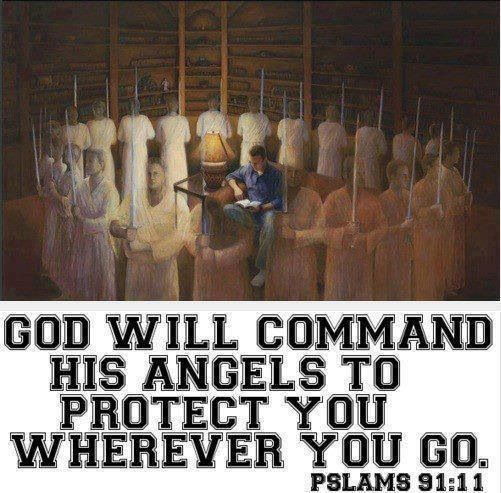 GOD WILL COMMAND
HIS ANGELS TO
PROTECT YOU
WHEREVER YOU GO.
PSLAMS 91:11